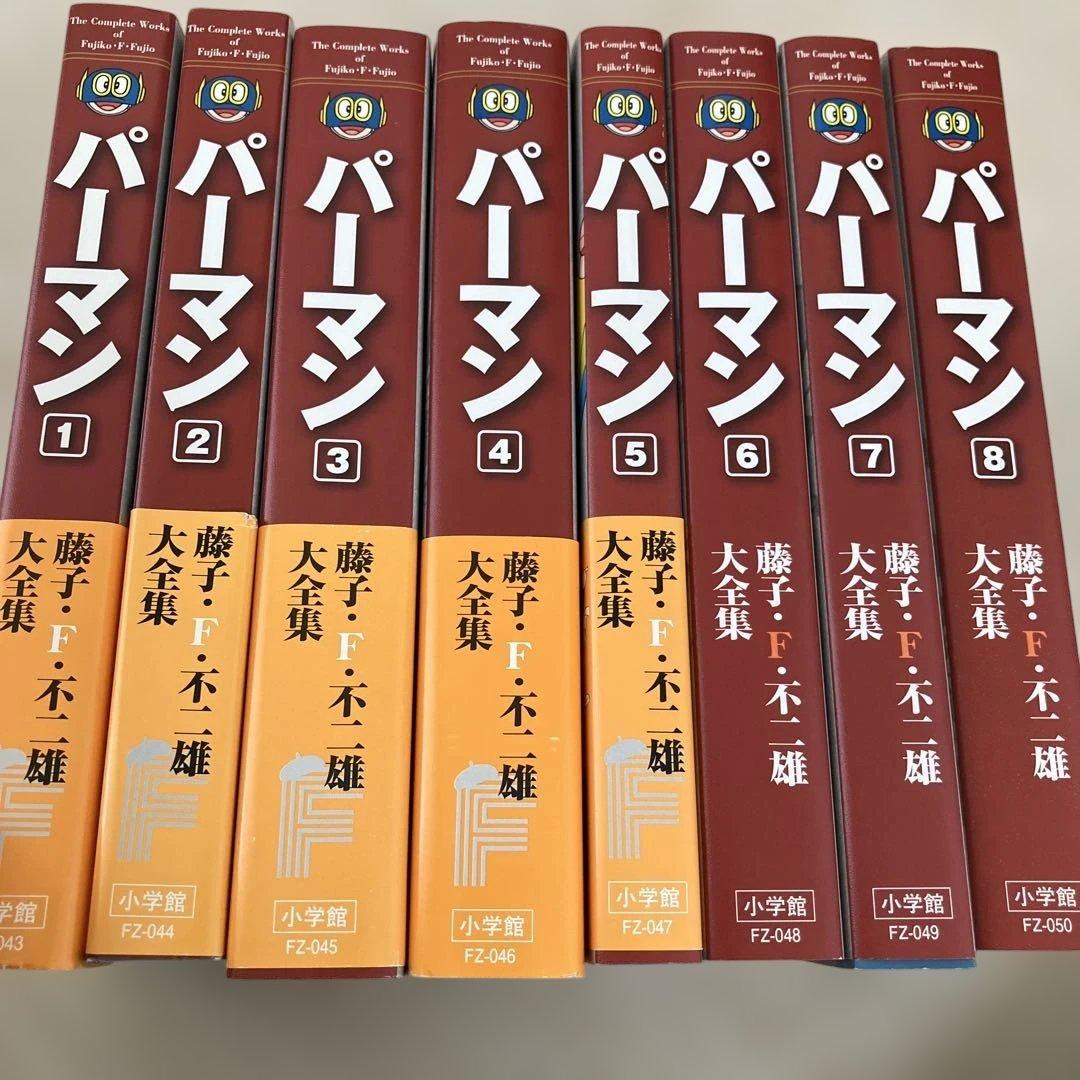 The Complete Works
of
Fujiko・F・Fujio
パーマン
1
藤子・F・不二雄
大全集
小学館
043
The Complete Works
of
Fujiko・F・Fujio
パーマン
2
藤子・F・不二雄
大全集
F
小学館
FZ-044
The Complete Works
of
Fujiko・F・Fujio
パーマン
3
藤子・F・不二雄
大全集
F
小学館
FZ-045
The Complete Works
of
Fujiko・F・Fujio
パーマン
4
藤子・F・不二雄
大全集
F
小学館
FZ-046
The Complete Works
of
Fujiko・F・Fujio
パーマン
5
藤子・F・不二雄
大全集
F
小学館
FZ-047
The Complete Works
of
Fujiko・F・Fujio
パーマン
6
藤子・F・不二雄
大全集
小学館
FZ-048
The Complete Works
of
Fujiko・F・Fujio
パーマン
7
藤子・F・不二雄
大全集
小学館
FZ-049
The Complete Works
of
Fujiko・F・Fujio
パーマン
8
藤子・F・不二雄
大全集
小学館
FZ-050